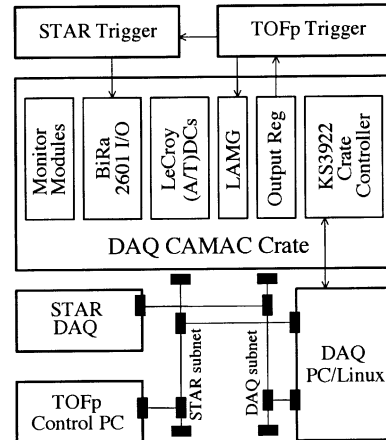 STAR Trigger
TOFp Trigger
Monitor
Modules
BiRa
2601 I/O
LeCroy
(A/T)DCs
LAMG
Output Reg
KS3922
Crate
Controller
DAQ CAMAC Crate
STAR
DAQ
STAR subnet
DAQ subnet
DAQ
PC/Linux
TOFp
Control PC